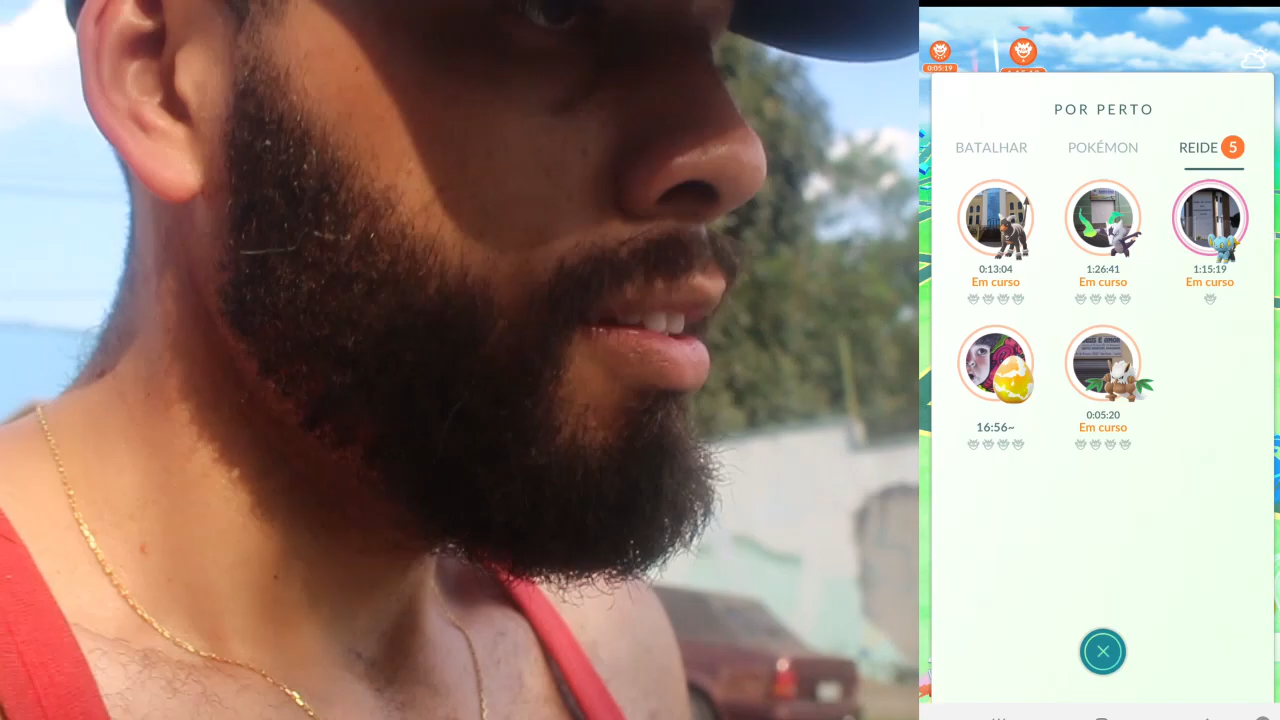 0:05:19
POR PERTO
BATALHAR POKÉMON REIDE 5
0:13:04 1:26:41 1:15:19
Em curso Em curso Em curso
16:56~ 0:05:20
Em curso